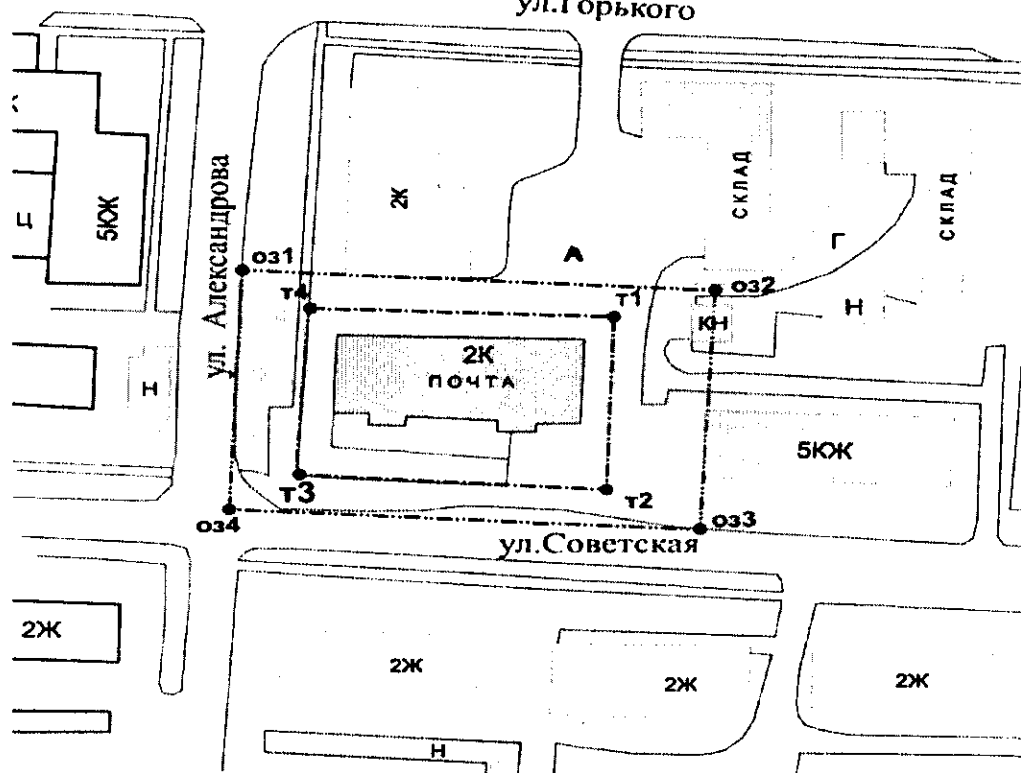 ул.Горького
К
Ц
5КЖ
ул. Александрова
2К
А
СКЛАД
СКЛАД
Г
Н
оз1
оз2
т4
т1
КН
2К
ПОЧТА
Н
5КЖ
т3
т2
оз4
оз3
ул.Советская
2Ж
2Ж
2Ж
2Ж
Н